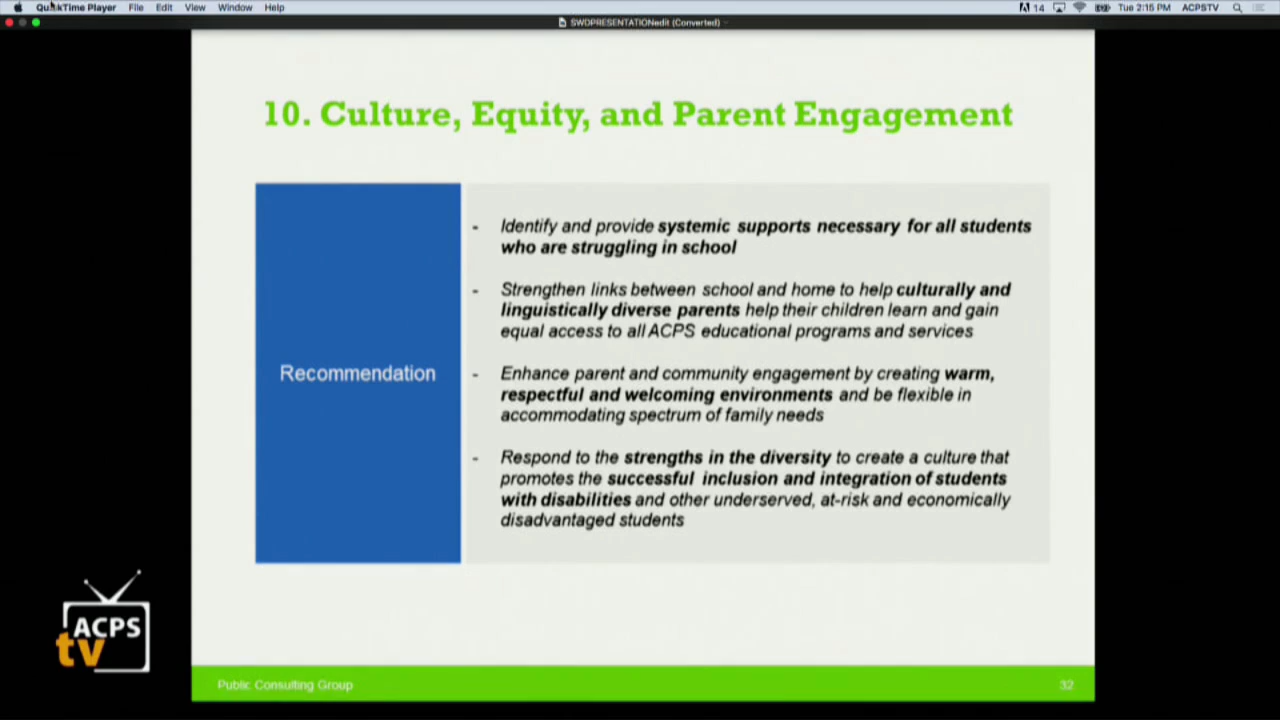 QuickTime Player File Edit View Window Help 14 Tue 2:15 PM ACPSTV
SWDPRESENTATIONedit (Converted)
10. Culture, Equity, and Parent Engagement
Recommendation
- Identify and provide systemic supports necessary for all students
who are struggling in school
- Strengthen links between school and home to help culturally and
linguistically diverse parents help their children learn and gain
equal access to all ACPS educational programs and services
- Enhance parent and community engagement by creating warm,
respectful and welcoming environments and be flexible in
accommodating spectrum of family needs
- Respond to the strengths in the diversity to create a culture that
promotes the successful inclusion and integration of students
with disabilities and other underserved, at-risk and economically
disadvantaged students
ACPS
tv
Public Consulting Group
32